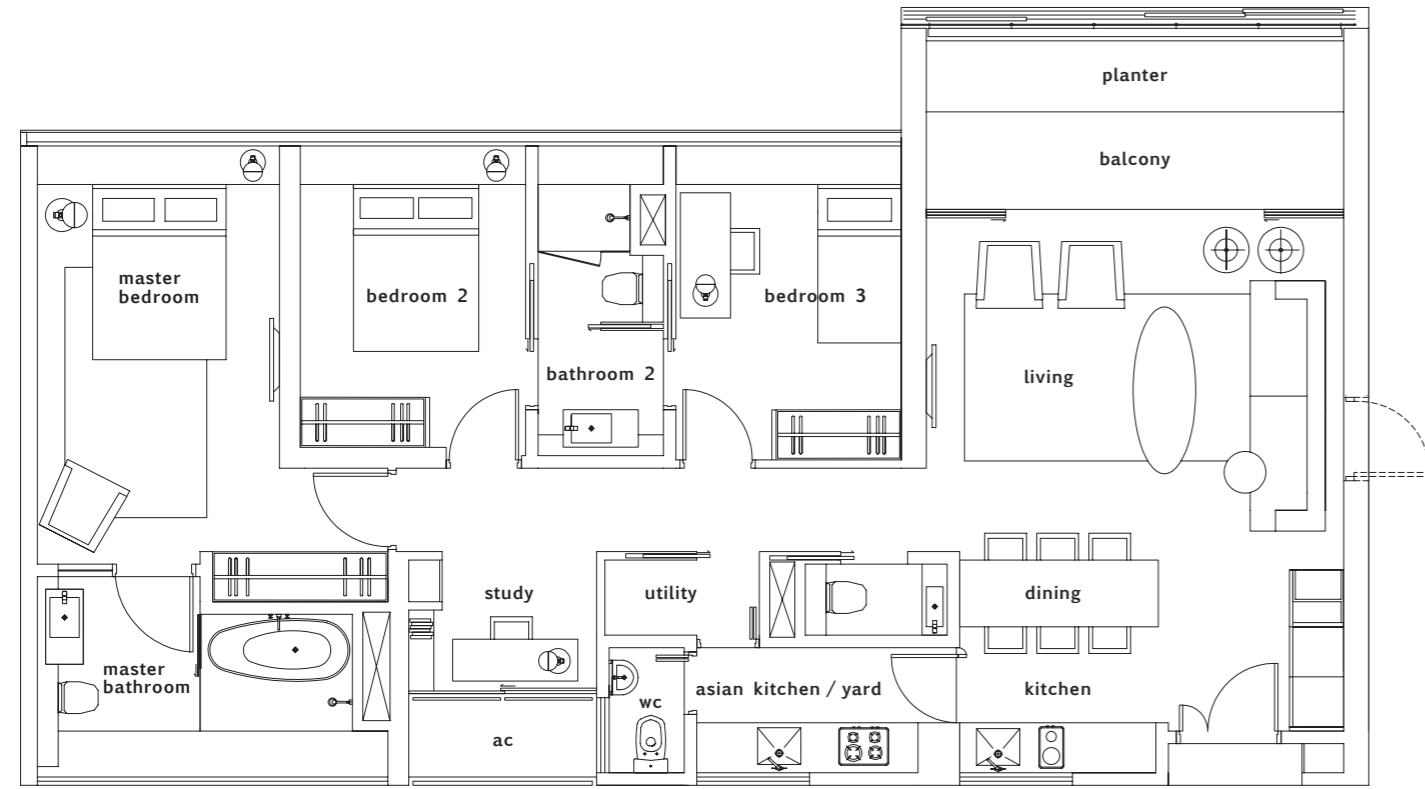 planter
balcony
master
bedroom
bedroom 2
bedroom 3
bathroom 2
living
study
utility
dining
master
bathroom
wc
asian kitchen / yard
kitchen
ac